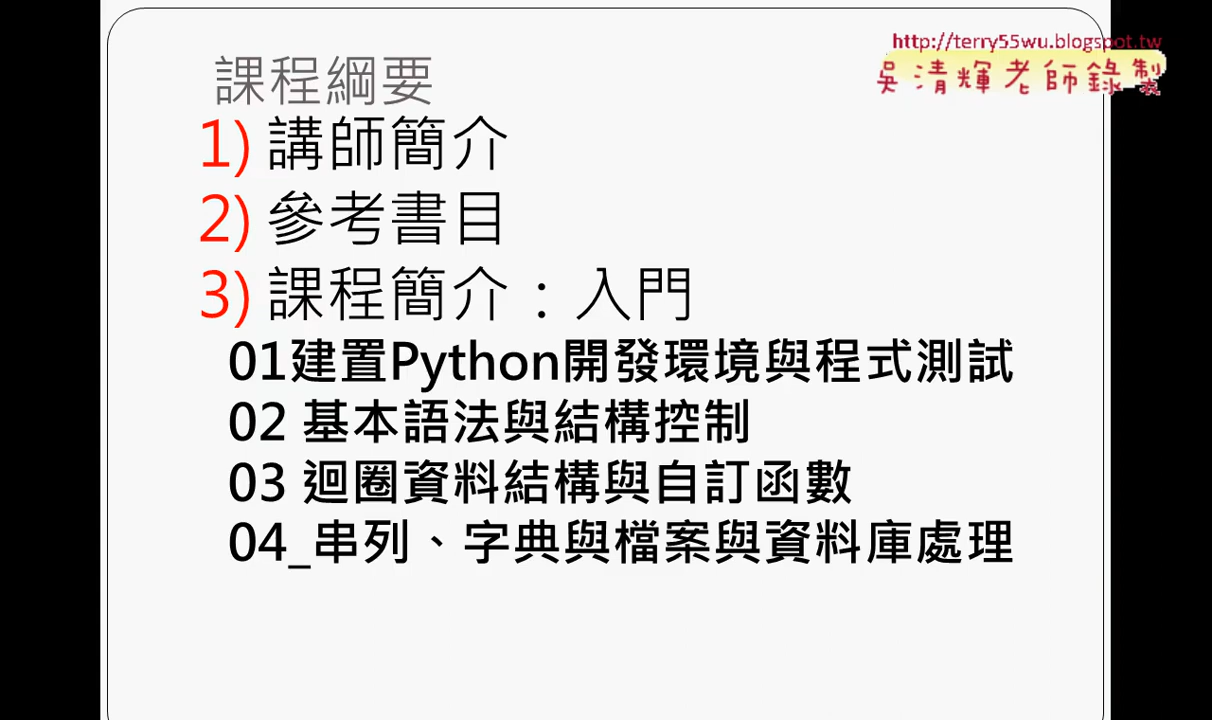 http://terry55wu.blogspot.tw
吳清輝老師錄製
課程綱要
1) 講師簡介
2) 參考書目
3) 課程簡介：入門
01建置Python開發環境與程式測試
02 基本語法與結構控制
03 迴圈資料結構與自訂函數
04_串列、字典與檔案與資料庫處理